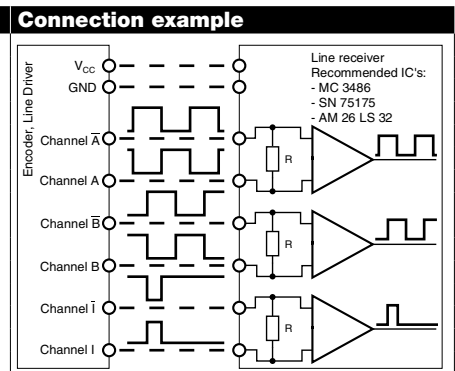 Connection example
Encoder, Line Driver
V_CC
GND
Channel A̅
Channel A
Channel B̅
Channel B
Channel I̅
Channel I
Line receiver
Recommended IC's:
- MC 3486
- SN 75175
- AM 26 LS 32
R
R
R